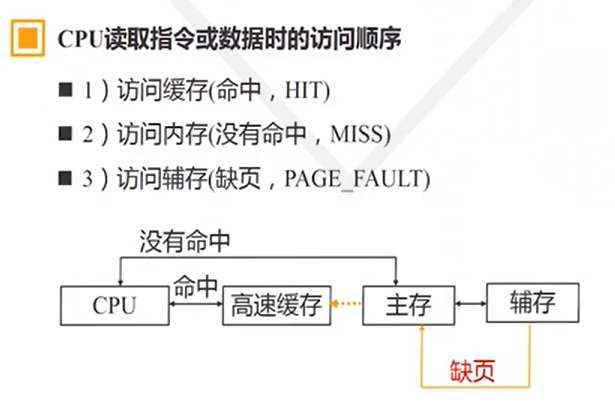 CPU读取指令或数据时的访问顺序
1）访问缓存(命中，HIT)
2）访问内存(没有命中，MISS)
3）访问辅存(缺页，PAGE_FAULT)
没有命中
命中
CPU
高速缓存
主存
辅存
缺页